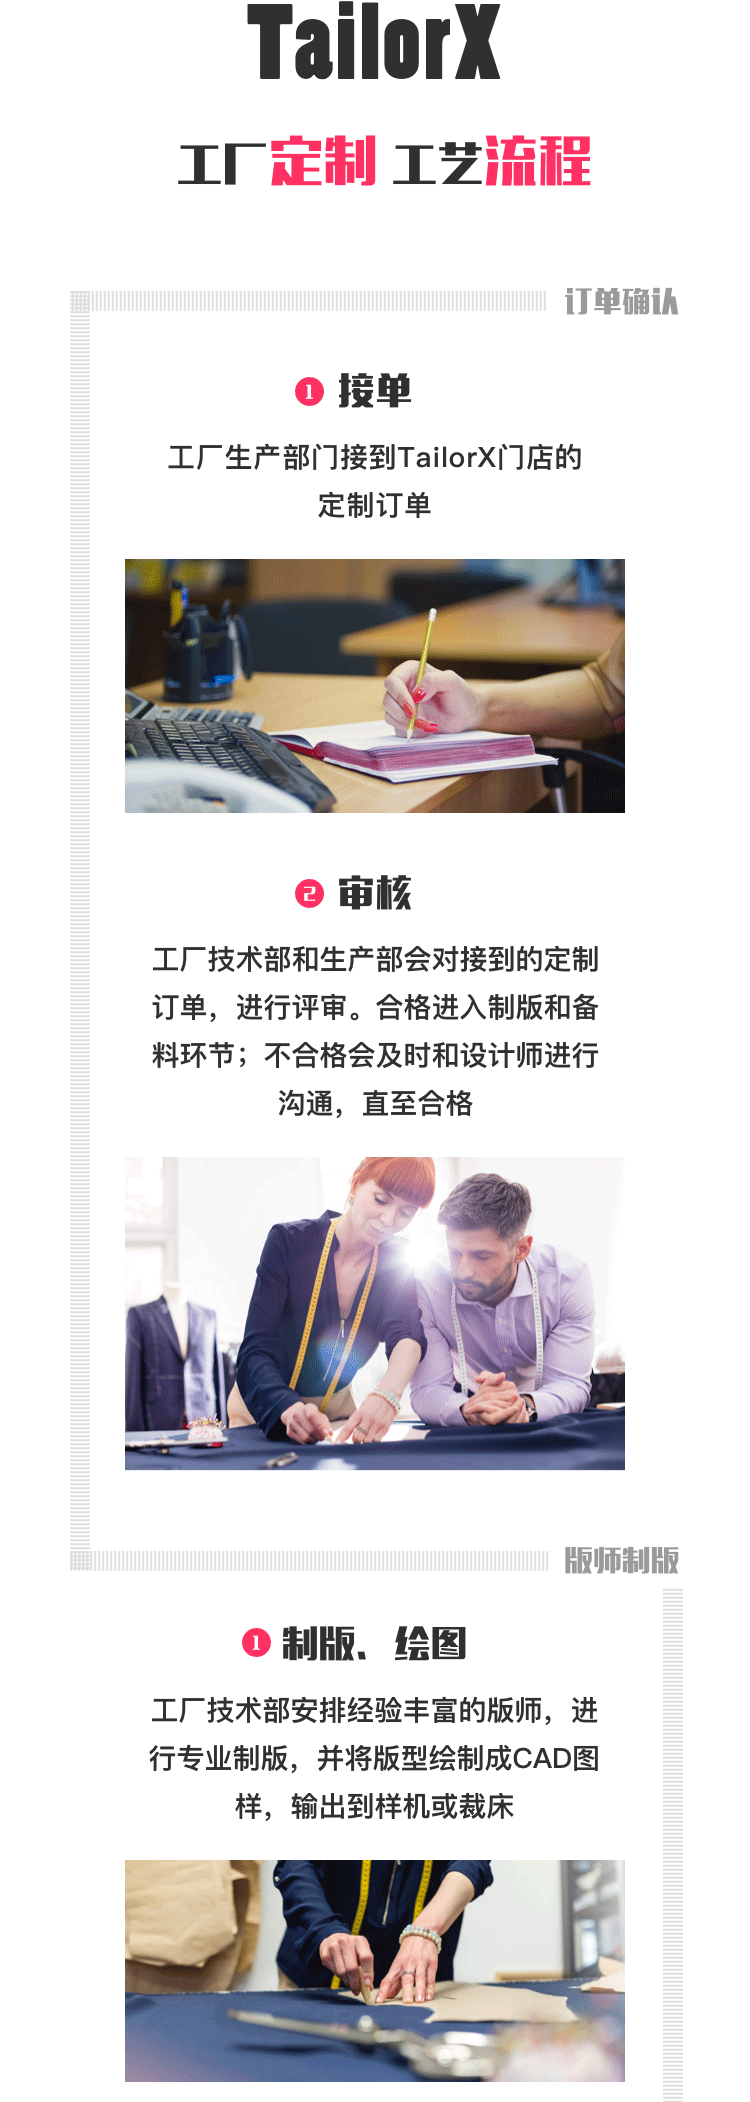 TailorX
工厂定制 工艺流程
订单确认
1 接单
工厂生产部门接到TailorX门店的
定制订单
2 审核
工厂技术部和生产部会对接到的定制
订单，进行评审。合格进入制版和备
料环节；不合格会及时和设计师进行
沟通，直至合格
版师制版
1 制版、绘图
工厂技术部安排经验丰富的版师，进
行专业制版，并将版型绘制成CAD图
样，输出到样机或裁床